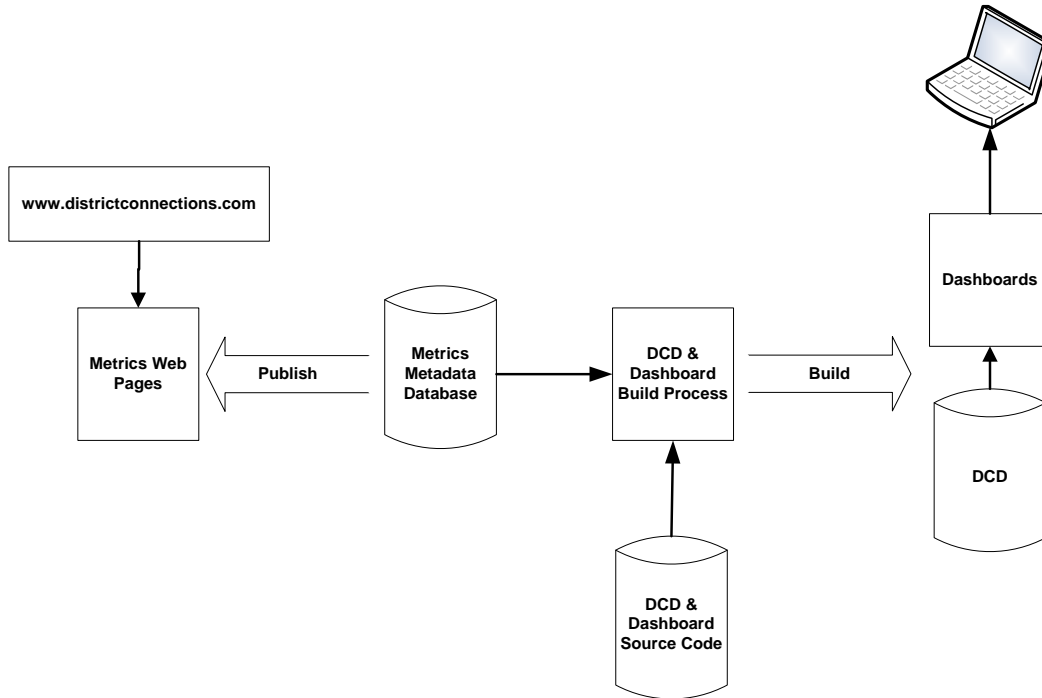 www.districtconnections.com
Metrics Web
Pages
Publish
Metrics
Metadata
Database
DCD &
Dashboard
Build Process
Build
Dashboards
DCD
DCD &
Dashboard
Source Code